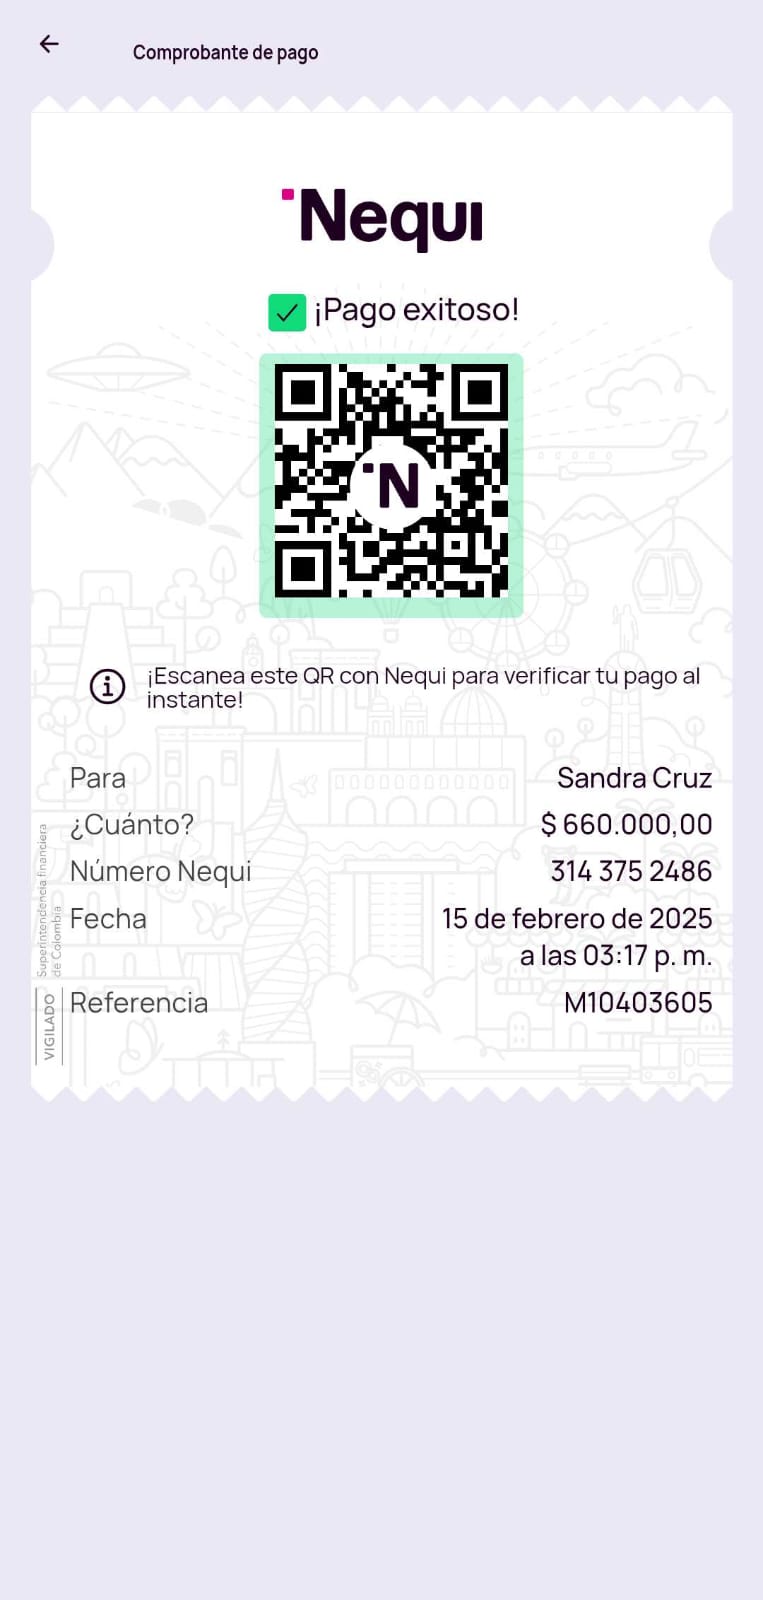 Comprobante de pago
Nequi
¡Pago exitoso!
N
¡Escanea este QR con Nequi para verificar tu pago al
instante!
Para Sandra Cruz
¿Cuánto? $ 660.000,00
Número Nequi 314 375 2486
Fecha 15 de febrero de 2025
a las 03:17 p. m.
Referencia M10403605
VIGILADO
Superintendencia financiera
de Colombia